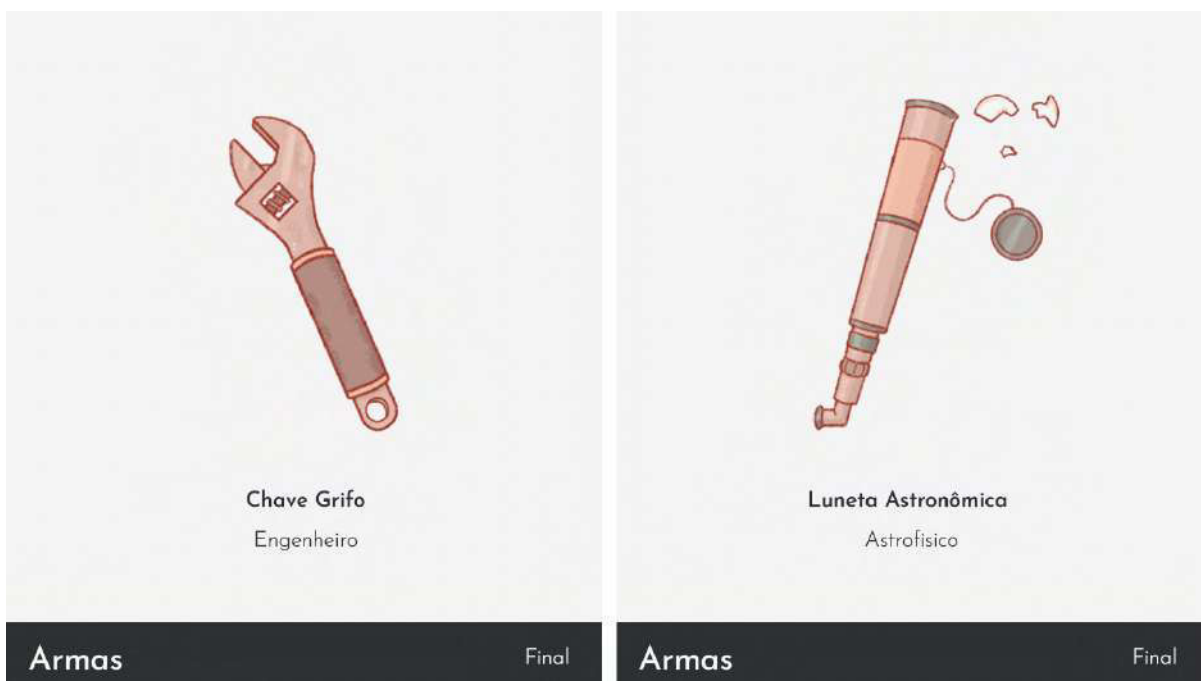 Chave Grifo
Engenheiro
Armas
Final
Luneta Astronômica
Astrofisico
Armas
Final